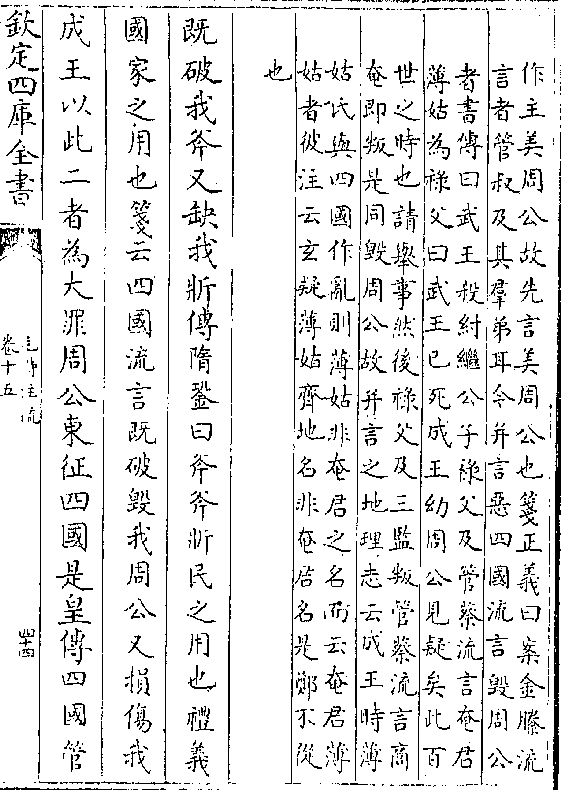 作主美周公故先言美周公也箋正義曰案金縢流
言者管叔及其羣弟耳今并言惡四國流言毀周公
者書傳曰武王殺紂繼公子祿父及管蔡流言奄君
薄姑為祿父曰武王已死成王幼周公見疑矣此百
世之時也請舉事然後祿父及三監叛管蔡流言商
奄即叛是同毀周公故并言之地理志云成王時薄
姑氏與四國作亂則薄姑非奄君之名而云奄君薄
姑者彼注云玄疑薄姑齊地名非奄君名是鄭不從
也
既破我斧又缺我斨傳隋銎曰斧斧斨民之用也禮義
國家之用也箋云四國流言既破毀我周公又損傷我
成王以此二者為大罪周公東征四國是皇傳四國管
欽定四庫全書
毛詩注疏
卷十五
四十四